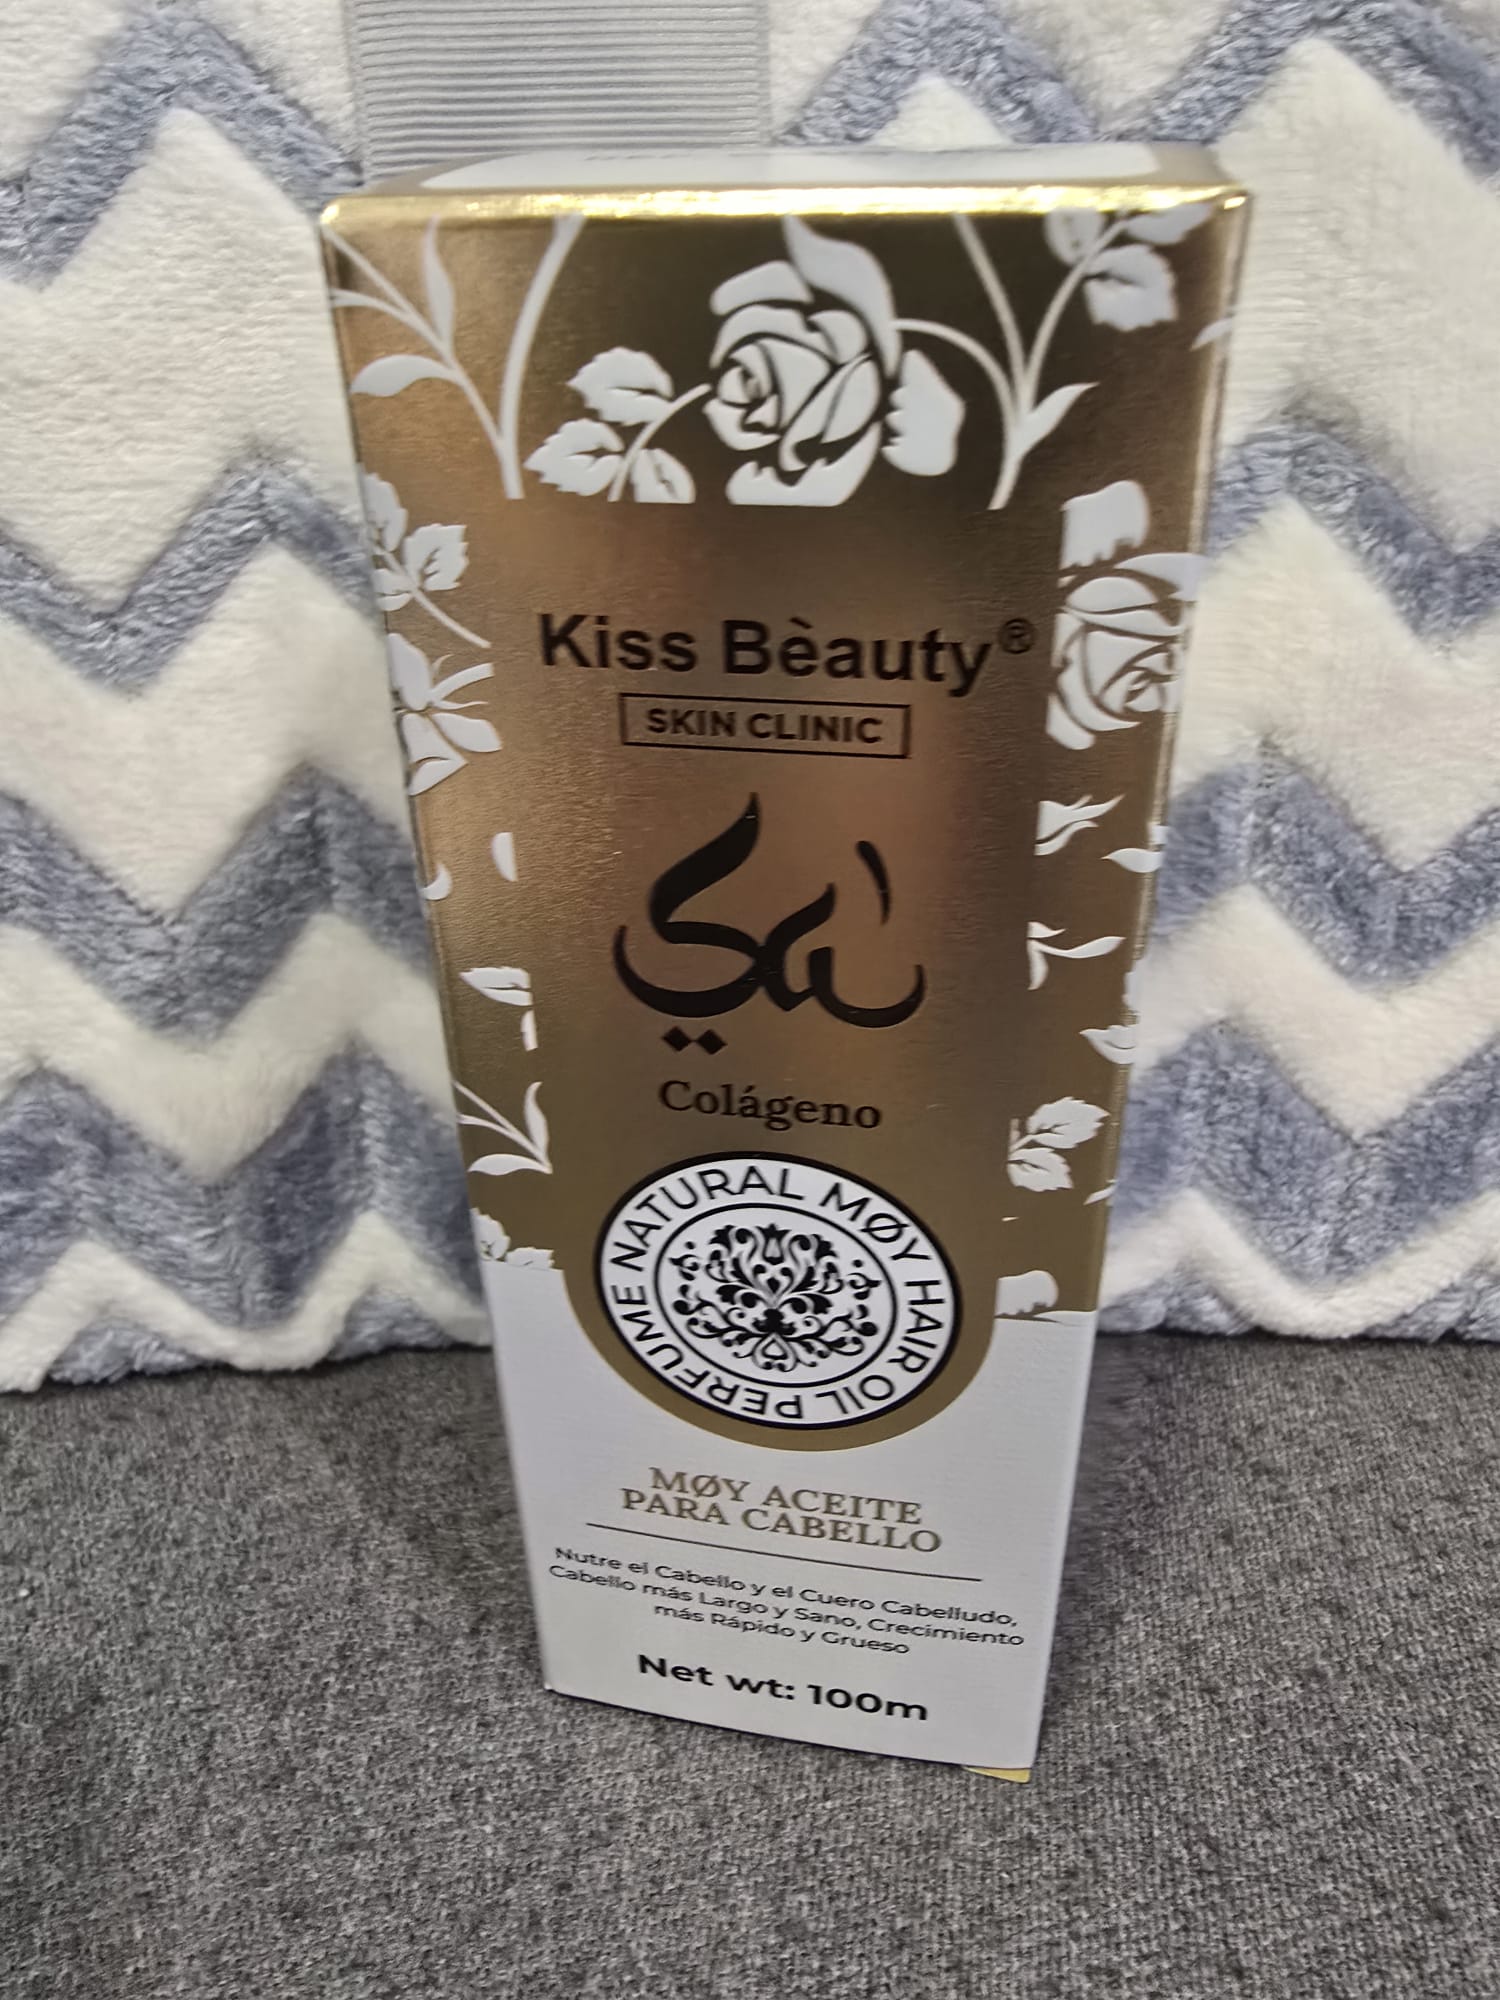 Kiss Bèauty®
SKIN CLINIC
Colágeno
NATURAL MØY HAIR OIL PERFUME
MØY ACEITE
PARA CABELLO
Nutre el Cabello y el Cuero Cabelludo,
Cabello más Largo y Sano, Crecimiento
más Rápido y Grueso
Net wt: 100m